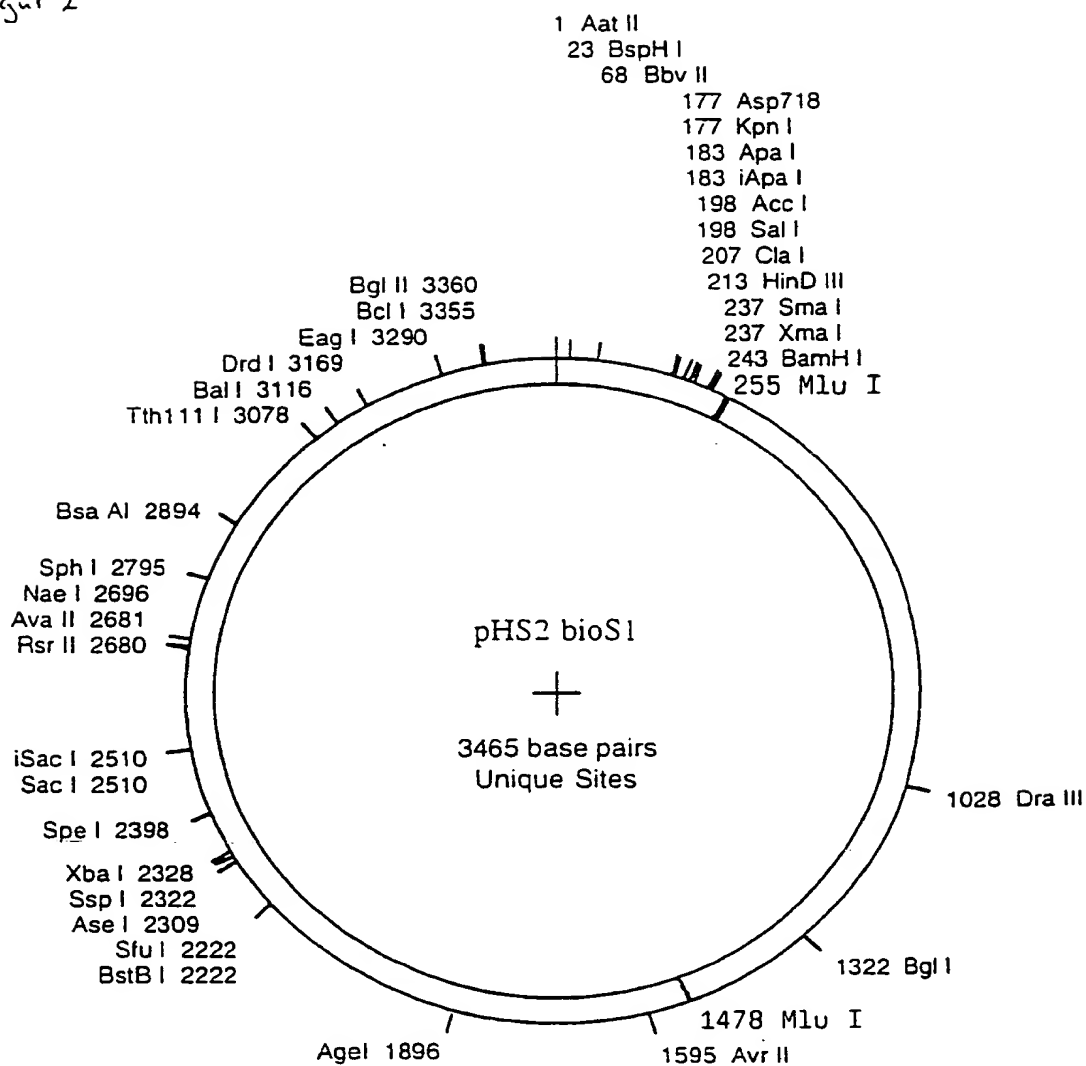 1 Aat II
23 BspH I
68 Bbv II
177 Asp718
177 Kpn I
183 Apa I
183 iApa I
198 Acc I
198 Sal I
207 Cla I
213 HinD III
237 Sma I
237 Xma I
243 BamH I
255 Mlu I
Bgl II 3360
Bcl I 3355
Eag I 3290
Drd I 3169
Bal I 3116
Tth111 I 3078
Bsa AI 2894
Sph I 2795
Nae I 2696
Ava II 2681
Rsr II 2680
iSac I 2510
Sac I 2510
Spe I 2398
Xba I 2328
Ssp I 2322
Ase I 2309
Sfu I 2222
BstB I 2222
AgeI 1896
pHS2 bioS1
3465 base pairs
Unique Sites
1028 Dra III
1322 Bgl I
1478 Mlu I
1595 Avr II